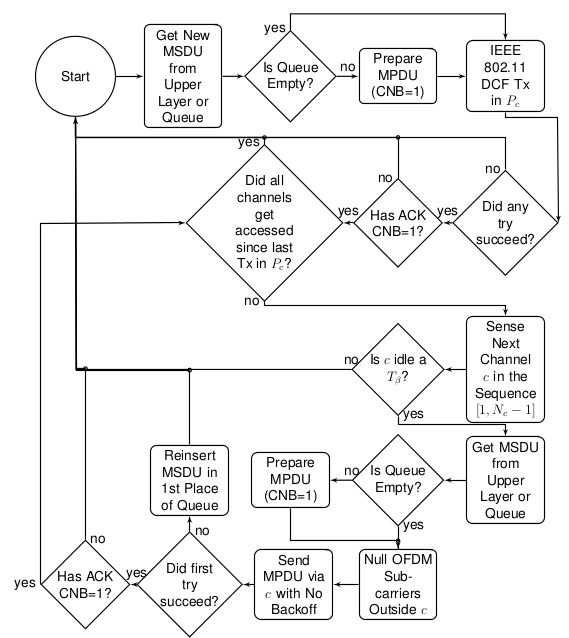 Start
Get New
MSDU
from
Upper
Layer or
Queue
yes
Is Queue
Empty?
no
Prepare
MPDU
(CNB=1)
IEEE
802.11
DCF Tx
in P_c
yes
Did all
channels
get
accessed
since last
Tx in P_c?
yes
no
Has ACK
CNB=1?
yes
no
Did any
try
succeed?
no
Sense
Next
Channel
c in the
Sequence
[1, N_c − 1]
no
Is c idle a
T_β?
yes
Get MSDU
from
Upper
Layer or
Queue
Is Queue
Empty?
no
yes
Prepare
MPDU
(CNB=1)
Null OFDM
Sub-
carriers
Outside c
Send
MPDU via
c with No
Backoff
Reinsert
MSDU in
1st Place
of Queue
no
Did first
try
succeed?
yes
no
Has ACK
CNB=1?
yes